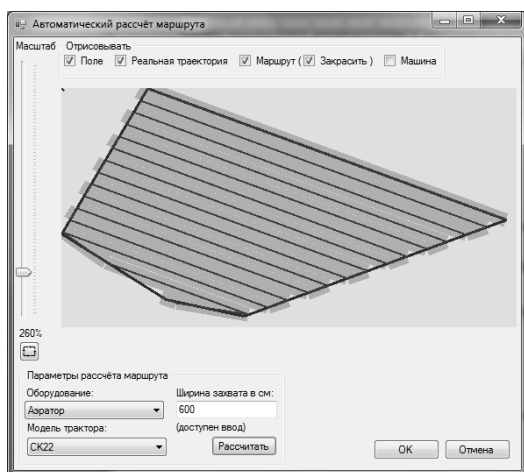 Автоматический рассчёт маршрута
Масштаб
Отрисовывать
Поле
Реальная траектория
Маршрут (
Закрасить )
Машина
260%
Параметры рассчёта маршрута
Оборудование:
Ширина захвата в см:
Аэратор
600
Модель трактора:
(доступен ввод)
СК22
Рассчитать
ОК
Отмена